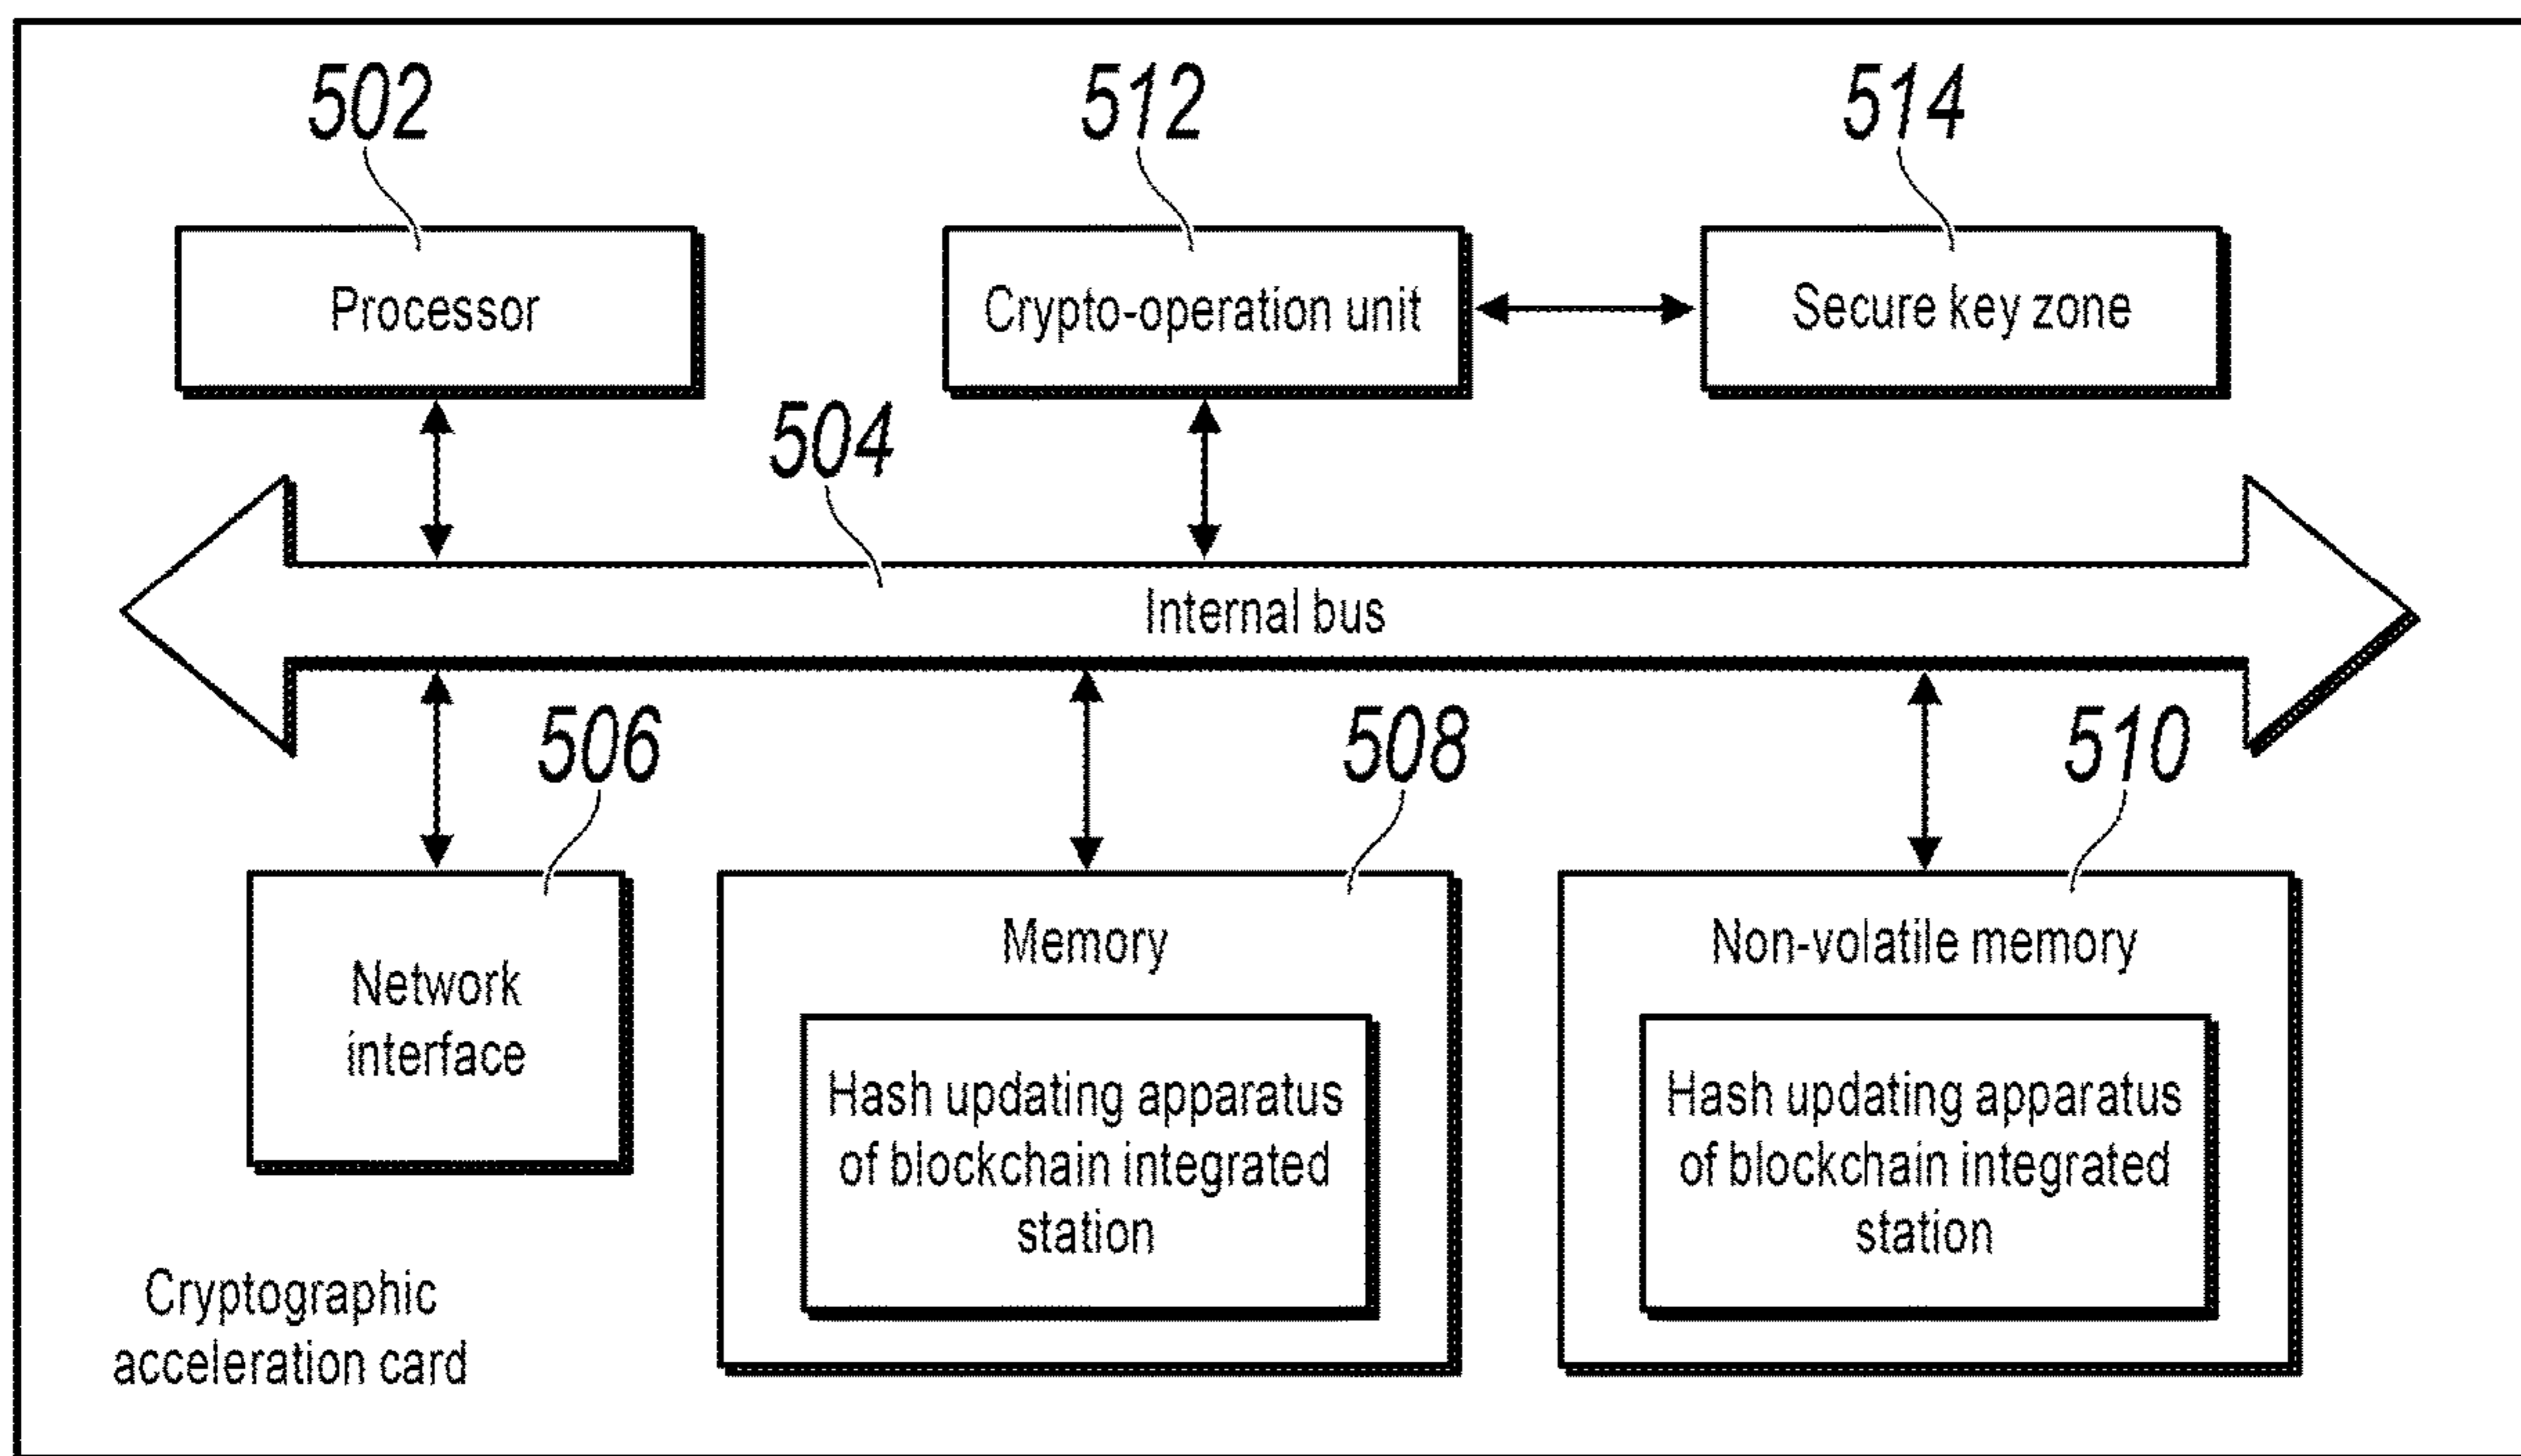 502
512
514
Processor
Crypto-operation unit
Secure key zone
504
Internal bus
506
508
510
Network
interface
Memory
Hash updating apparatus
of blockchain integrated
station
Non-volatile memory
Hash updating apparatus
of blockchain integrated
station
Cryptographic
acceleration card